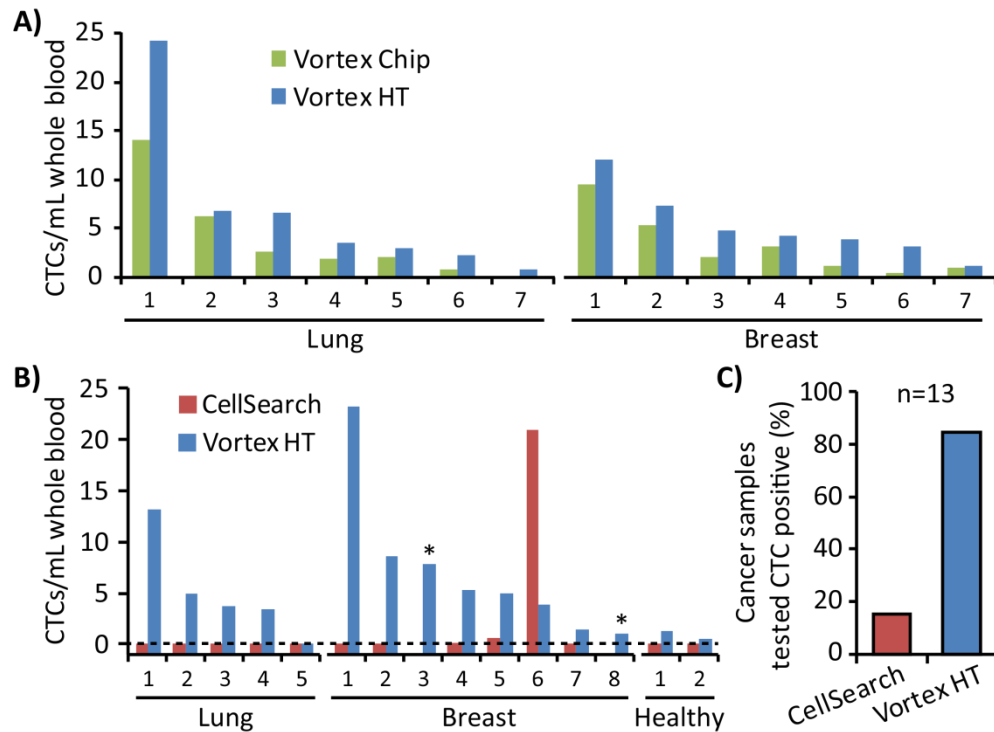 A)
CTCs/mL whole blood
25
20
15
10
5
0
Vortex Chip
Vortex HT
1 2 3 4 5 6 7
1 2 3 4 5 6 7
Lung
Breast
B)
CTCs/mL whole blood
25
20
15
10
5
0
CellSearch
Vortex HT
*
*
1 2 3 4 5
1 2 3 4 5 6 7 8
1 2
Lung
Breast
Healthy
C)
Cancer samples
tested CTC positive (%)
100
80
60
40
20
0
n=13
CellSearch
Vortex HT